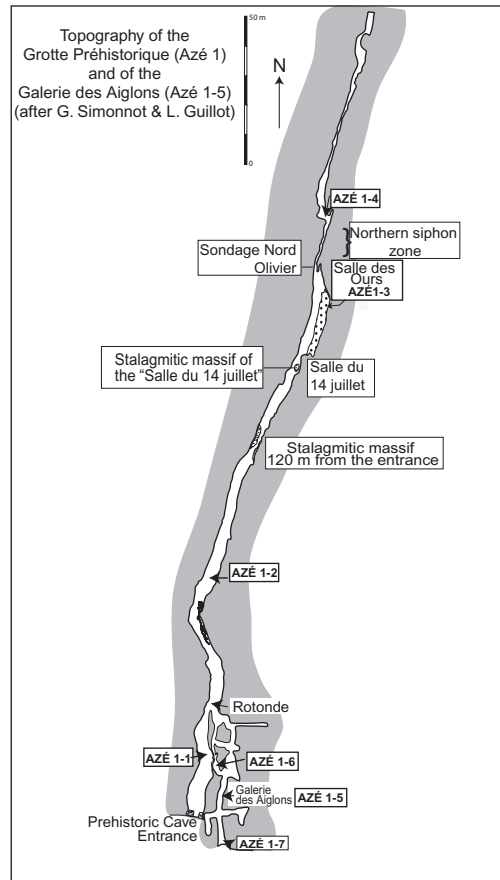 Topography of the
Grotte Préhistorique (Azé 1)
and of the
Galerie des Aiglons (Azé 1-5)
(after G. Simonnot & L. Guillot)
50 m
0
N
AZÉ 1-4
Northern siphon
zone
Sondage Nord
Olivier
Salle des
Ours
AZÉ1-3
Stalagmitic massif of
the “Salle du 14 juillet”
Salle du
14 juillet
Stalagmitic massif
120 m from the entrance
AZÉ 1-2
Rotonde
AZÉ 1-1
AZÉ 1-6
Galerie
des Aiglons
AZÉ 1-5
Prehistoric Cave
Entrance
AZÉ 1-7